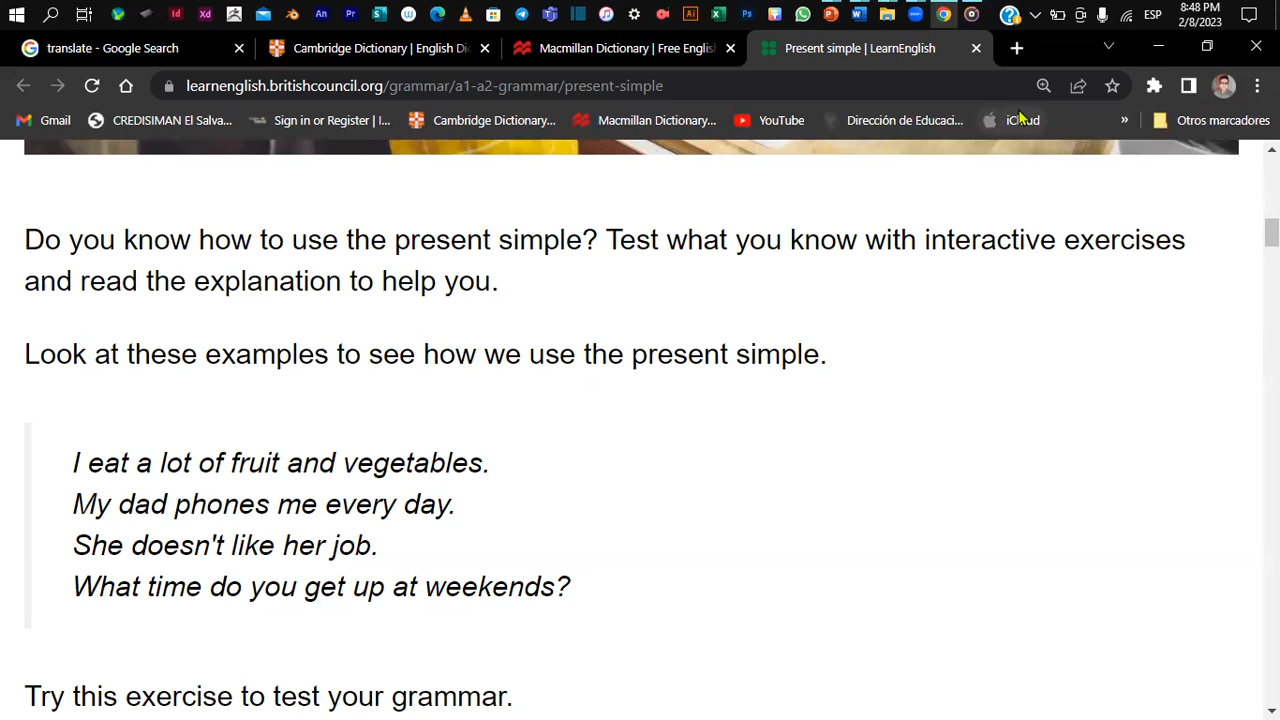 8:48 PM
ESP
2/8/2023
translate - Google Search
Cambridge Dictionary | English Di
Macmillan Dictionary | Free Englis
Present simple | LearnEnglish
learnenglish.britishcouncil.org/grammar/a1-a2-grammar/present-simple
Gmail
CREDISIMAN El Salva...
Sign in or Register | I...
Cambridge Dictionary...
Macmillan Dictionary...
YouTube
Dirección de Educaci...
iCloud
»
Otros marcadores
Do you know how to use the present simple? Test what you know with interactive exercises
and read the explanation to help you.
Look at these examples to see how we use the present simple.
I eat a lot of fruit and vegetables.
My dad phones me every day.
She doesn't like her job.
What time do you get up at weekends?
Try this exercise to test your grammar.